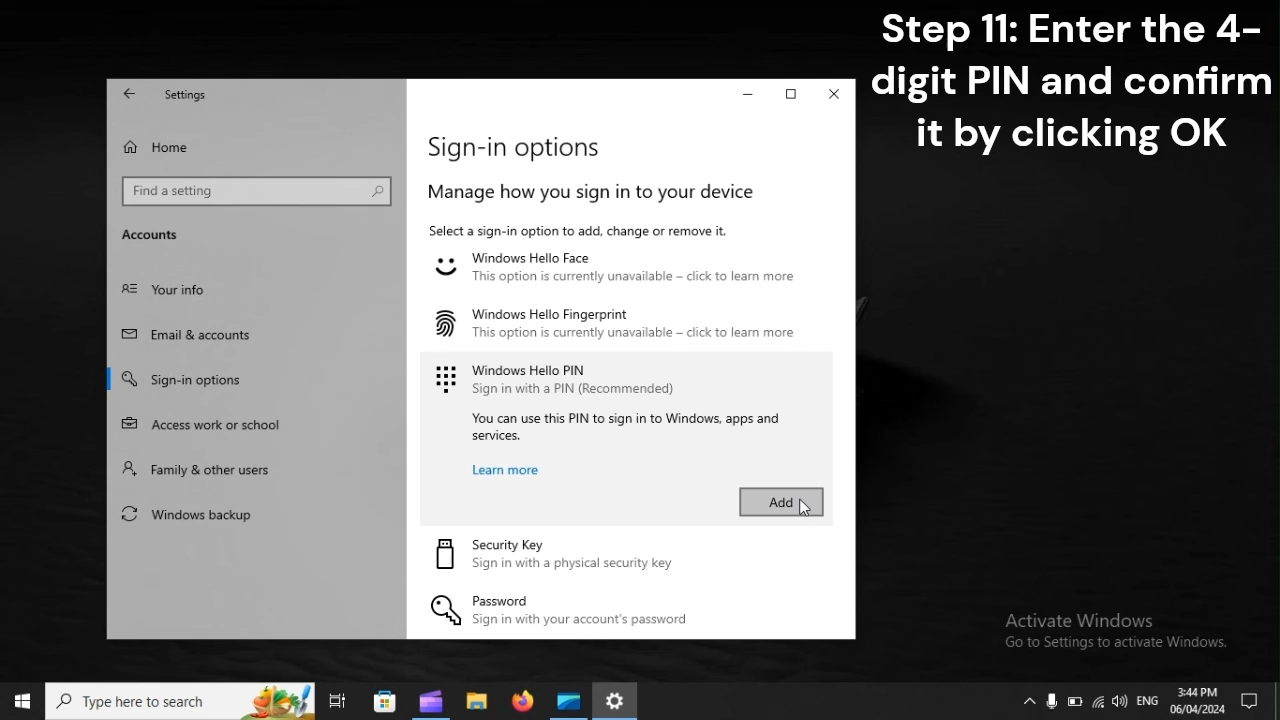 Step 11: Enter the 4-
digit PIN and confirm
it by clicking OK
Settings
Home
Find a setting
Accounts
Your info
Email & accounts
Sign-in options
Access work or school
Family & other users
Windows backup
Sign-in options
Manage how you sign in to your device
Select a sign-in option to add, change or remove it.
Windows Hello Face
This option is currently unavailable – click to learn more
Windows Hello Fingerprint
This option is currently unavailable – click to learn more
Windows Hello PIN
Sign in with a PIN (Recommended)
You can use this PIN to sign in to Windows, apps and
services.
Learn more
Add
Security Key
Sign in with a physical security key
Password
Sign in with your account's password
Activate Windows
Go to Settings to activate Windows.
Type here to search
ENG
3:44 PM
06/04/2024